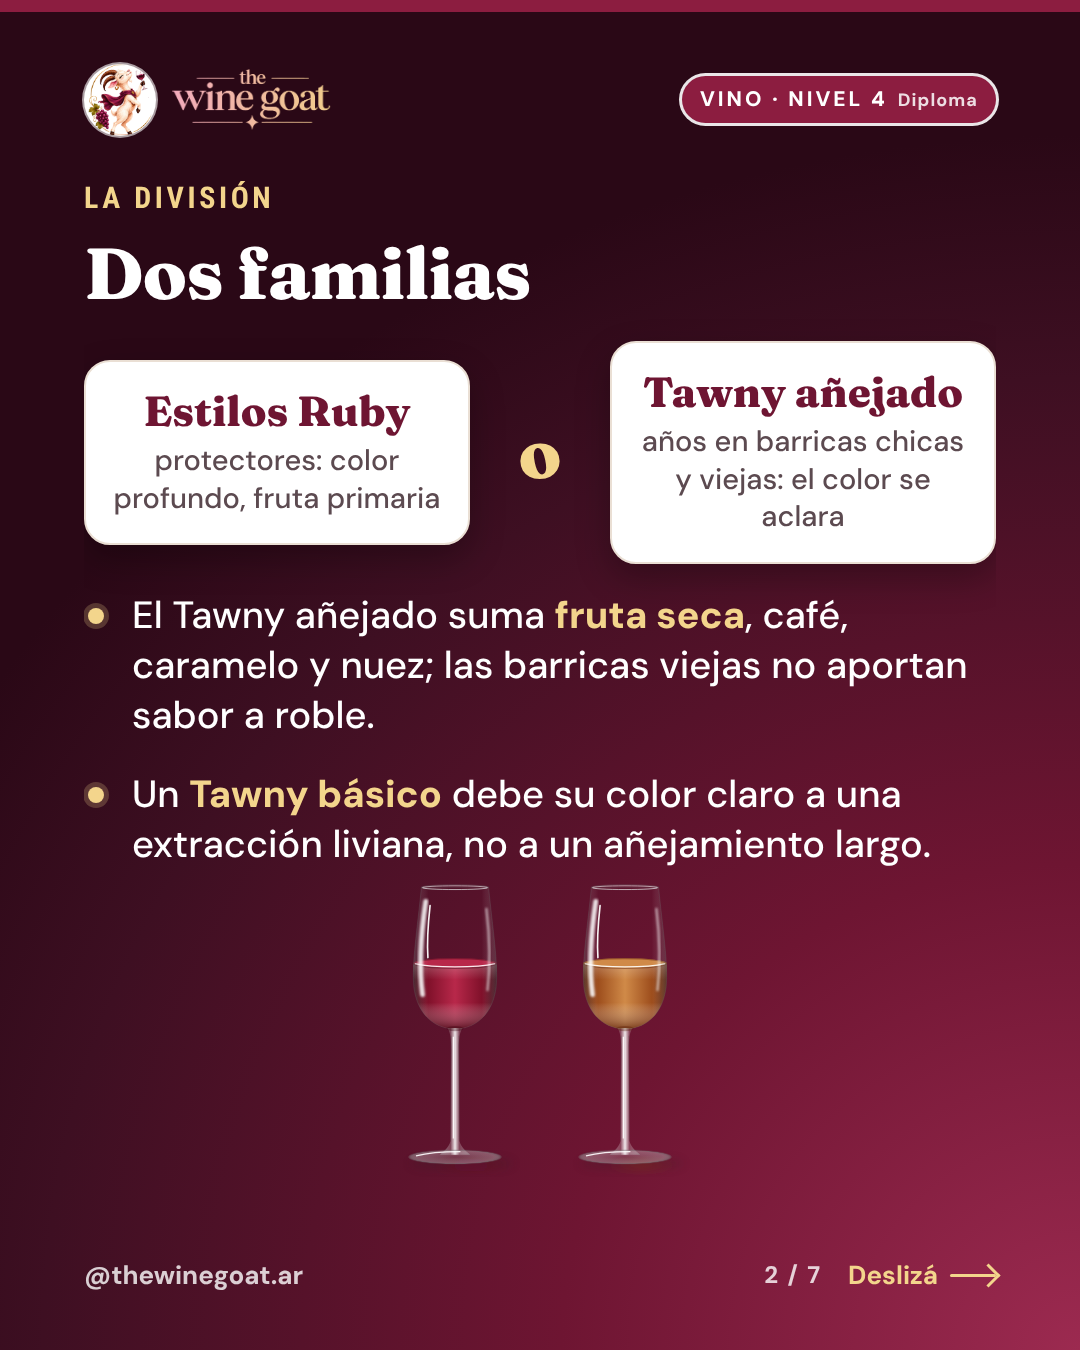 the
wine goat
VINO · NIVEL 4 Diploma
LA DIVISIÓN
Dos familias
Estilos Ruby
protectores: color
profundo, fruta primaria
o
Tawny añejado
años en barricas chicas
y viejas: el color se
aclara
El Tawny añejado suma fruta seca, café,
caramelo y nuez; las barricas viejas no aportan
sabor a roble.
Un Tawny básico debe su color claro a una
extracción liviana, no a un añejamiento largo.
@thewinegoat.ar
2 / 7 Deslizá